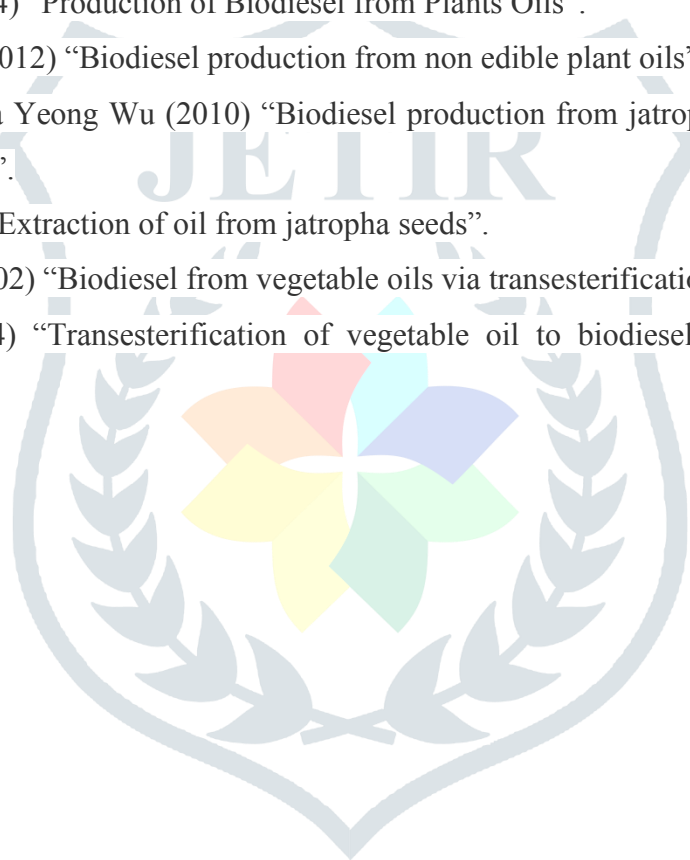 4) "Production of Biodiesel from Plants Oils".
012) “Biodiesel production from non edible plant oils”
Yeong Wu (2010) “Biodiesel production from
”.
JETIR
Extraction of oil from jatropha seeds”.
02) “Biodiesel from vegetable oils via
4) “Transesterification of vegetable oil to biodiesel